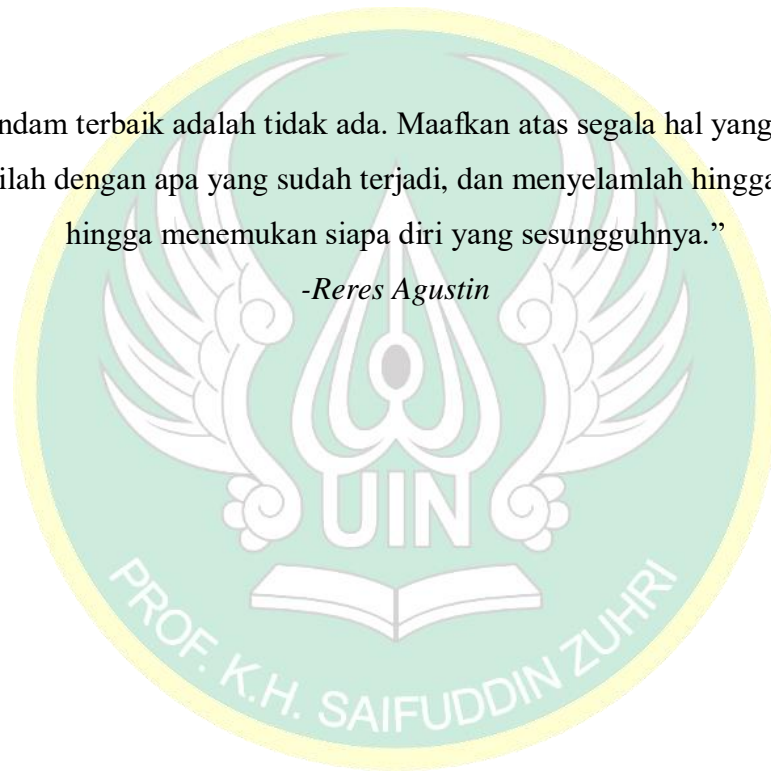 ndam terbaik adalah tidak ada. Maafkan atas segala hal yang
ilah dengan apa yang sudah terjadi, dan menyelamlah hingga
hingga menemukan siapa diri yang sesungguhnya.”
-Reres Agustin
UIN
PROF. K.H. SAIFUDDIN ZUHRI